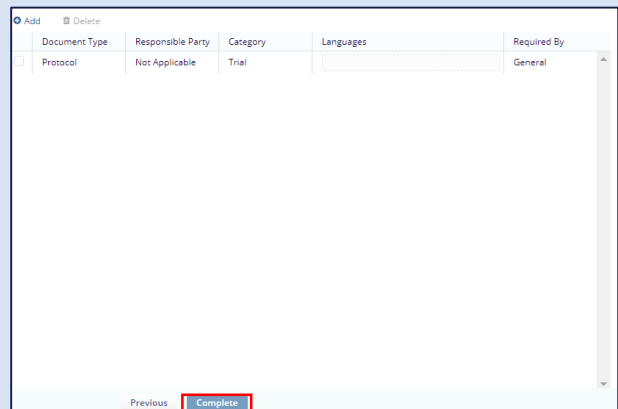 Add Delete
Document Type Responsible Party Category Languages Required By
Protocol Not Applicable Trial General
Previous Complete